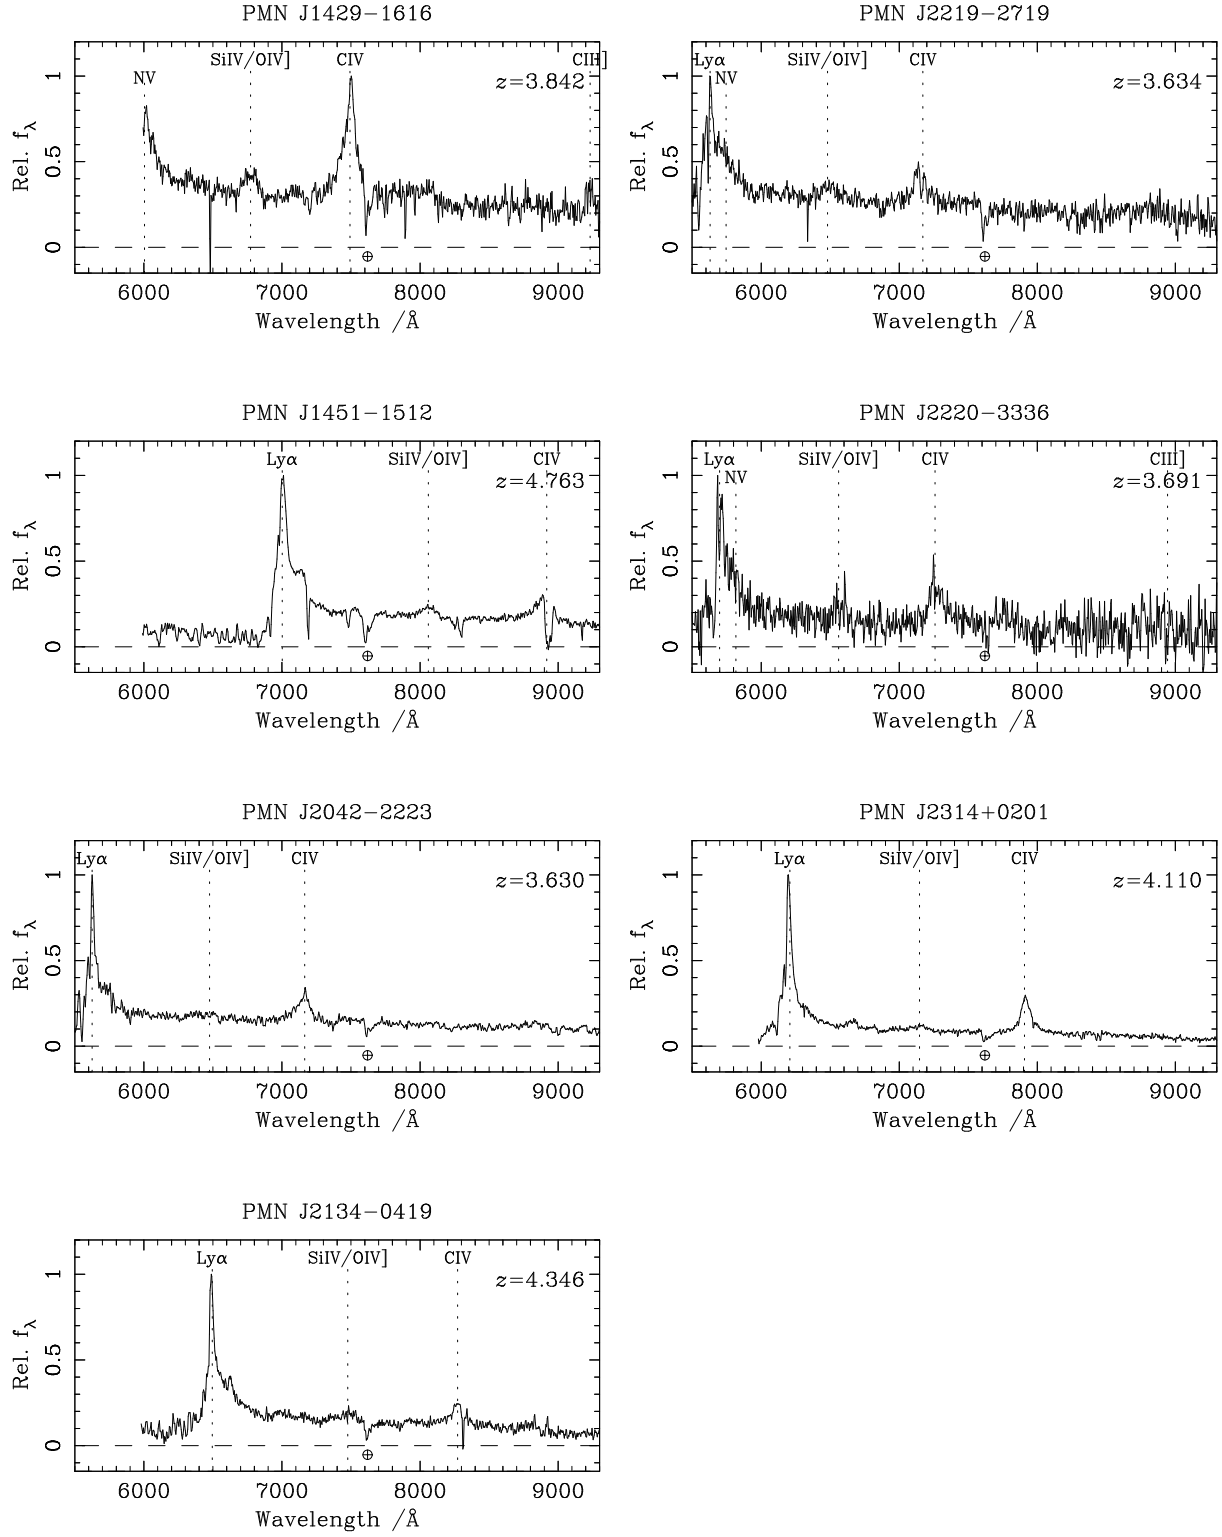 PMN J1429−1616
NV
SiIV/OIV]
CIV
CIII]
z=3.842
Rel. fλ
0
0.5
1
6000 7000 8000 9000
Wavelength /Å
PMN J2219−2719
Lyα
NV
SiIV/OIV]
CIV
z=3.634
Rel. fλ
0
0.5
1
6000 7000 8000 9000
Wavelength /Å
PMN J1451−1512
Lyα
SiIV/OIV]
CIV
z=4.763
Rel. fλ
0
0.5
1
6000 7000 8000 9000
Wavelength /Å
PMN J2220−3336
Lyα
NV
SiIV/OIV]
CIV
CIII]
z=3.691
Rel. fλ
0
0.5
1
6000 7000 8000 9000
Wavelength /Å
PMN J2042−2223
Lyα
SiIV/OIV]
CIV
z=3.630
Rel. fλ
0
0.5
1
6000 7000 8000 9000
Wavelength /Å
PMN J2314+0201
Lyα
SiIV/OIV]
CIV
z=4.110
Rel. fλ
0
0.5
1
6000 7000 8000 9000
Wavelength /Å
PMN J2134−0419
Lyα
SiIV/OIV]
CIV
z=4.346
Rel. fλ
0
0.5
1
6000 7000 8000 9000
Wavelength /Å